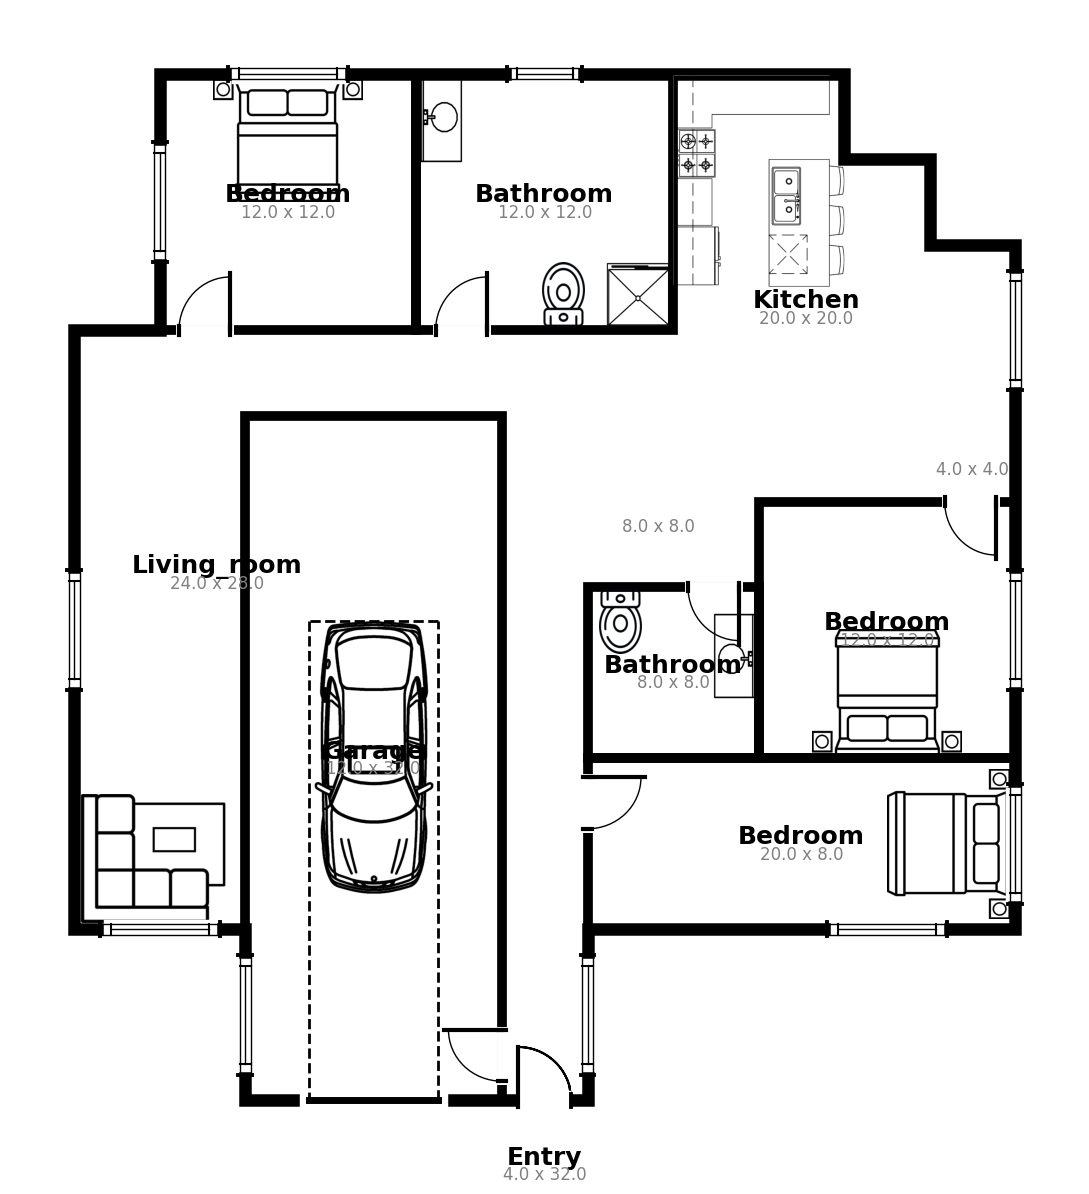 Bedroom
12.0 x 12.0
Bathroom
12.0 x 12.0
Kitchen
20.0 x 20.0
4.0 x 4.0
8.0 x 8.0
Living_room
24.0 x 28.0
Bedroom
12.0 x 12.0
Bathroom
8.0 x 8.0
Garage
12.0 x 32.0
Bedroom
20.0 x 8.0
Entry
4.0 x 32.0